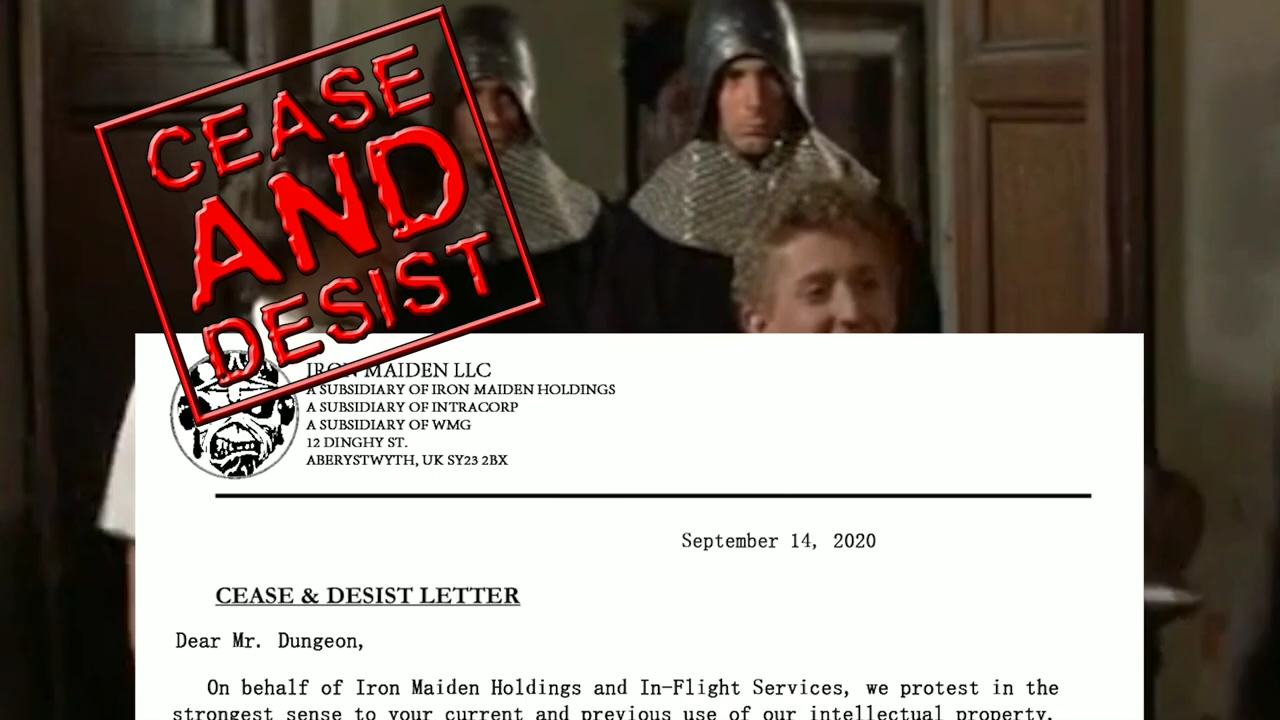 CEASE
AND
DESIST
IRON MAIDEN LLC
A SUBSIDIARY OF IRON MAIDEN HOLDINGS
A SUBSIDIARY OF INTRACORP
A SUBSIDIARY OF WMG
12 DINGHY ST.
ABERYSTWYTH, UK SY23 2BX
September 14, 2020
CEASE & DESIST LETTER
Dear Mr. Dungeon,
On behalf of Iron Maiden Holdings and In-Flight Services, we protest in the
strongest sense to your current and previous use of our intellectual property,